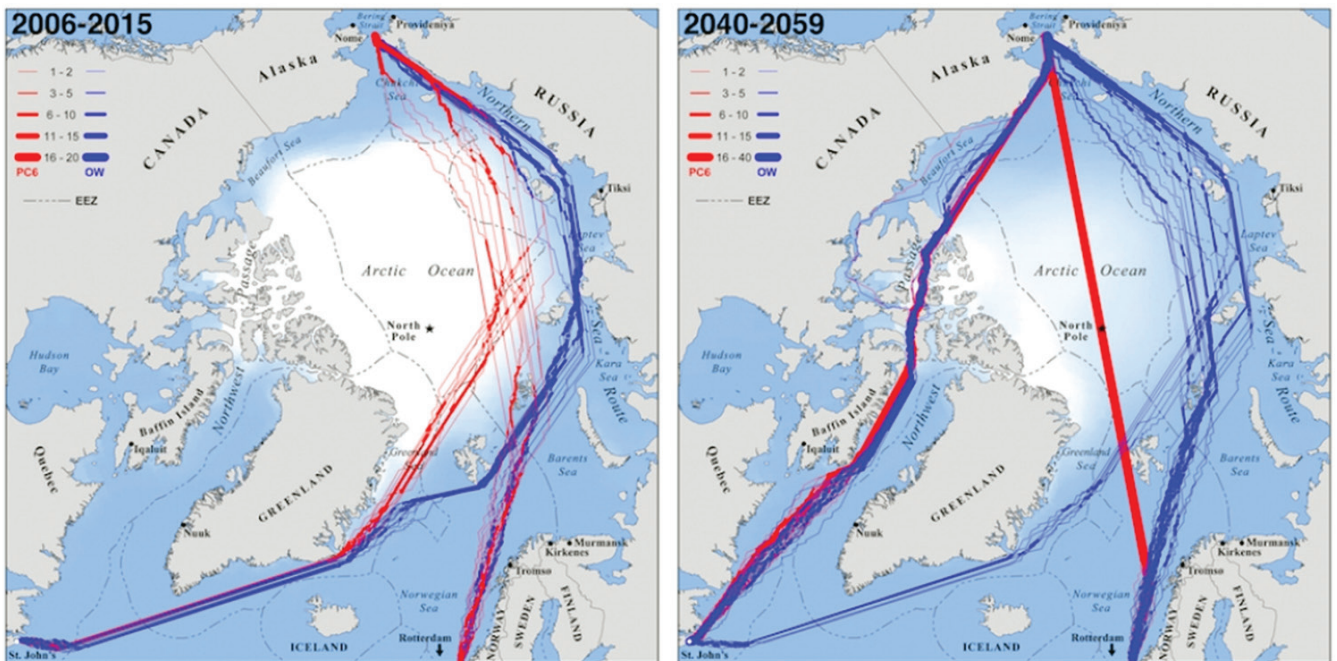 2006-2015
Bering
Strait
Provideniya
Nome
1 - 2
3 - 5
6 - 10
11 - 15
16 - 20
PC6
OW
EEZ
Alaska
CANADA
Chukchi
Sea
Northern
RUSSIA
Beaufort Sea
Tiksi
Laptev
Sea
Passage
Arctic Ocean
North
Pole
Sea
Kara
Sea
Route
Hudson
Bay
Baffin Island
Northwest
Iqaluit
Quebec
Greenland
Sea
Barents
Sea
GREENLAND
Nuuk
Murmansk
Kirkenes
Tromsø
Norwegian
Sea
NORWAY
SWEDEN
FINLAND
Rotterdam
ICELAND
St. John's
2040-2059
Bering
Strait
Provideniya
Nome
1 - 2
3 - 5
6 - 10
11 - 15
16 - 40
PC6
OW
EEZ
Alaska
CANADA
Chukchi
Sea
Northern
RUSSIA
Beaufort Sea
Tiksi
Laptev
Sea
Passage
Arctic Ocean
North
Pole
Sea
Kara
Sea
Route
Hudson
Bay
Baffin Island
Northwest
Iqaluit
Quebec
Greenland
Sea
Barents
Sea
GREENLAND
Nuuk
Murmansk
Kirkenes
Tromsø
Norwegian
Sea
NORWAY
SWEDEN
FINLAND
Rotterdam
ICELAND
St. John's